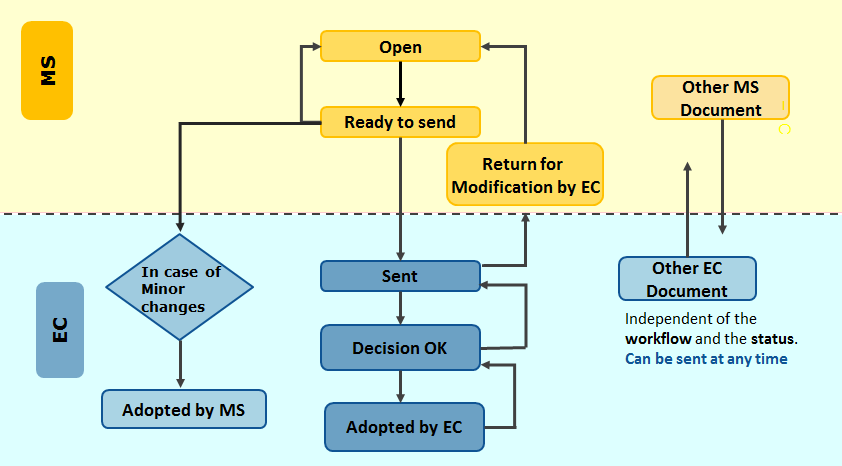 MS
Open
Ready to send
Return for
Modification by EC
Other MS
Document
EC
In case of
Minor
changes
Adopted by MS
Sent
Decision OK
Adopted by EC
Other EC
Document
Independent of the
workflow and the status.
Can be sent at any time